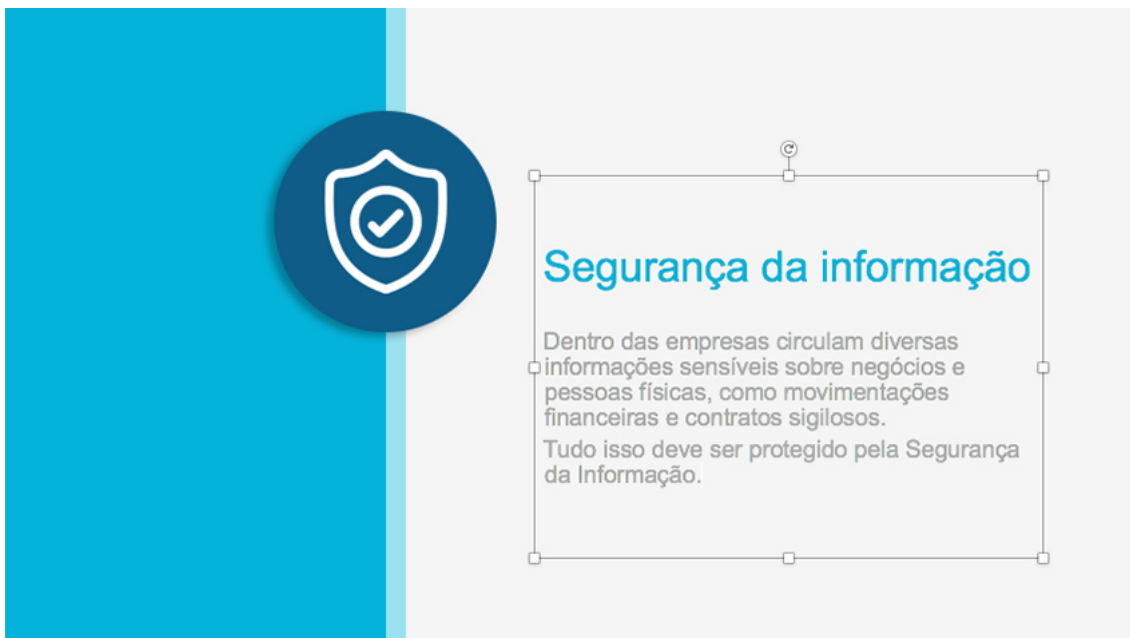 Segurança da informação
Dentro das empresas circulam diversas
informações sensíveis sobre negócios e
pessoas físicas, como movimentações
financeiras e contratos sigilosos.
Tudo isso deve ser protegido pela Segurança
da Informação.